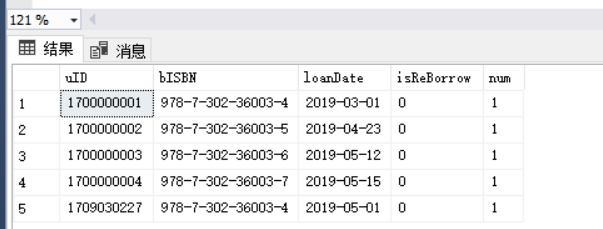 121 %
结果 消息
uID bISBN loanDate isReBorrow num
1 1700000001 978-7-302-36003-4 2019-03-01 0 1
2 1700000002 978-7-302-36003-5 2019-04-23 0 1
3 1700000003 978-7-302-36003-6 2019-05-12 0 1
4 1700000004 978-7-302-36003-7 2019-05-15 0 1
5 1709030227 978-7-302-36003-4 2019-05-01 0 1